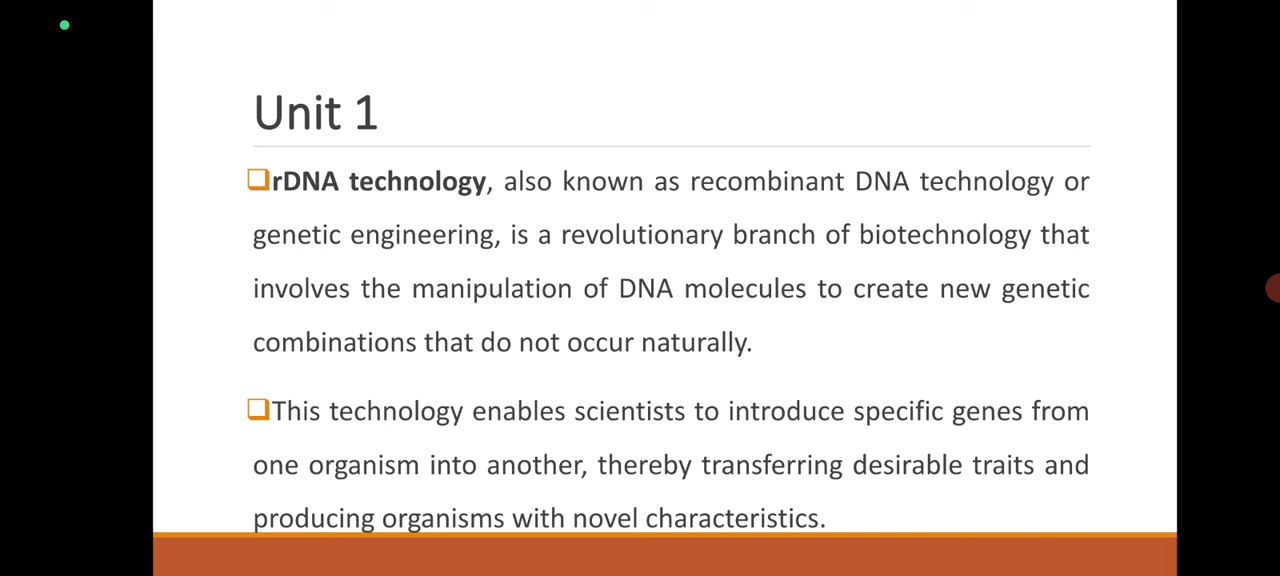 Unit 1
rDNA technology, also known as recombinant DNA technology or
genetic engineering, is a revolutionary branch of biotechnology that
involves the manipulation of DNA molecules to create new genetic
combinations that do not occur naturally.
This technology enables scientists to introduce specific genes from
one organism into another, thereby transferring desirable traits and
producing organisms with novel characteristics.